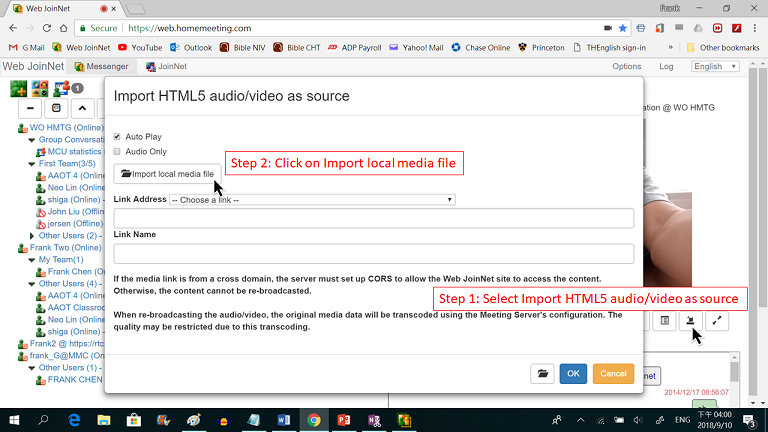 Web JoinNet
Frank
Secure
https://web.homemeeting.com
G Mail
Web JoinNet
YouTube
Outlook
Bible NIV
Bible CHT
ADP Payroll
Yahoo! Mail
Chase Online
Princeton
THEnglish sign-in
»
Other bookmarks
Web JoinNet
Messenger
JoinNet
Options
Log
English
1
WO HMTG (Online)
Group Conversa
MCU statistics (
First Team(3/5)
AAOT 4 (Online)
Neo Lin (Online)
shiga (Online)
John Liu (Offlin
jersen (Offline)
Other Users (2) -
Frank Two (Online)
My Team(1)
Frank Chen (On
Other Users (4) -
AAOT 4 (Online)
AAOT Classroo
Neo Lin (Online)
shiga (Online) -
Frank2 @ https://rtc
frank_G@MMC (Onl
Other Users (1) -
FRANK CHEN (
ation @ WO HMTG
Import HTML5 audio/video as source
Auto Play
Audio Only
Import local media file
Step 2: Click on Import local media file
Link Address
-- Choose a link --
Link Name
If the media link is from a cross domain, the server must set up CORS to allow the Web JoinNet site to access the content.
Otherwise, the content cannot be re-broadcasted.
Step 1: Select Import HTML5 audio/video as source
When re-broadcasting the audio/video, the original media data will be transcoded using the Meeting Server's configuration. The
quality may be restricted due to this transcoding.
OK
Cancel
net
2014/12/17 08:56:07
ENG
下午 04:00
2018/9/10
3